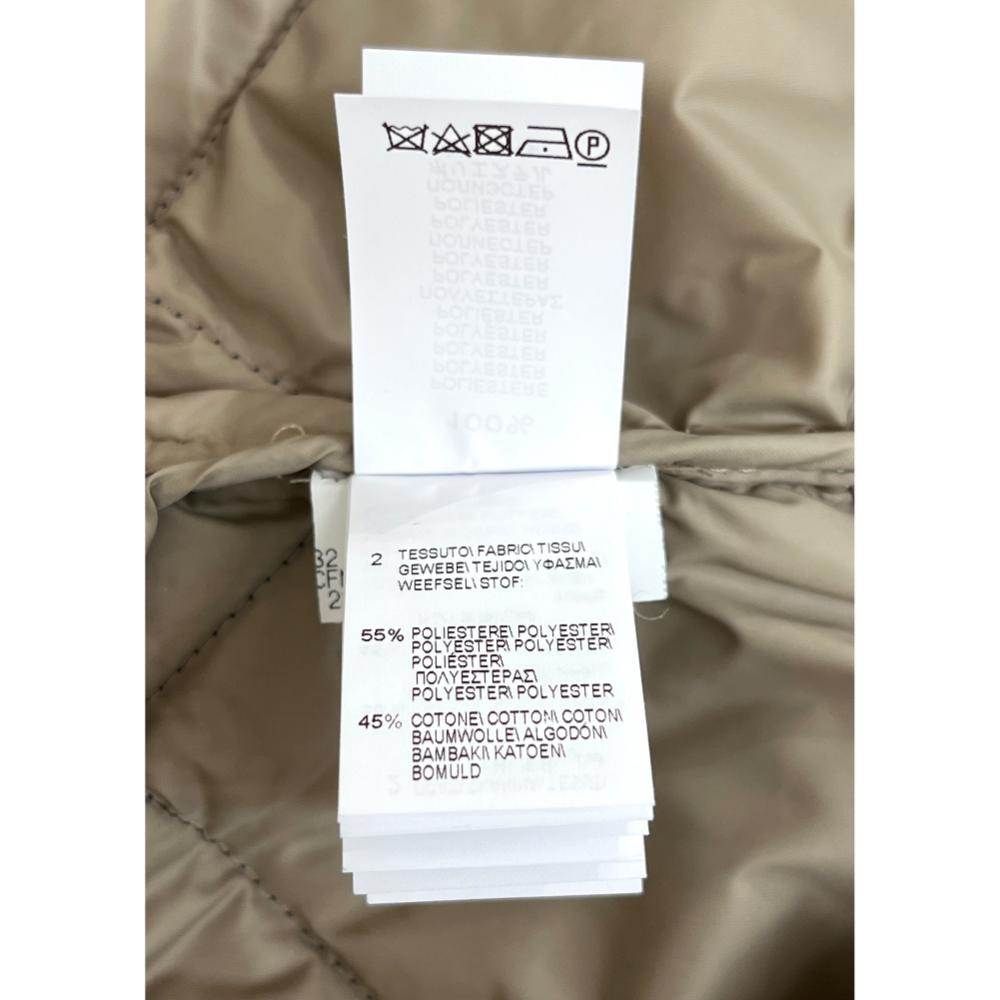 P
2 TESSUTO\ FABRIC\ TISSU\
GEWEBE\ TEJIDO\ ΥΦΑΣΜΑ\
WEEFSEL\ STOF:
55% POLIESTERE\ POLYESTER\
POLYESTER\ POLYESTER\
POLIÉSTER\
ΠΟΛΥΕΣΤΕΡΑΣ\
POLYESTER\ POLYESTER
45% COTONE\ COTTON\ COTON\
BAUMWOLLE\ ALGODÓN\
BAMBAKI\ KATOEN\
BOMULD